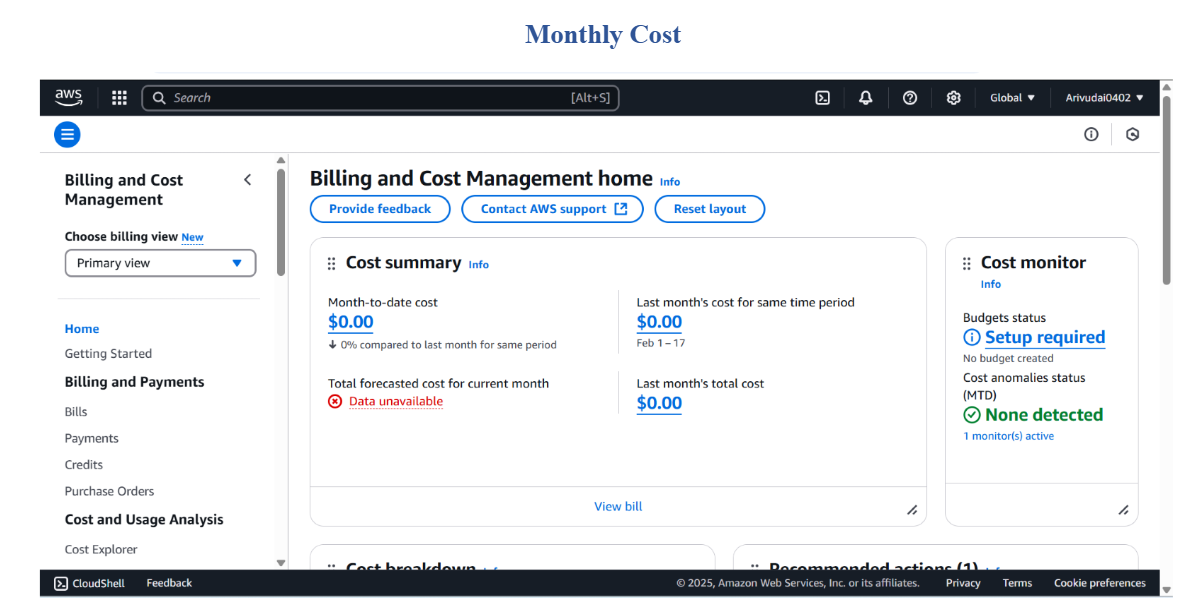 Monthly Cost
aws
Search [Alt+S]
Global ▼
Arivudai0402 ▼
Billing and Cost
Management
Choose billing view New
Primary view
Home
Getting Started
Billing and Payments
Bills
Payments
Credits
Purchase Orders
Cost and Usage Analysis
Cost Explorer
Billing and Cost Management home Info
Provide feedback
Contact AWS support
Reset layout
Cost summary Info
Month-to-date cost
$0.00
↓ 0% compared to last month for same period
Last month's cost for same time period
$0.00
Feb 1 – 17
Total forecasted cost for current month
Data unavailable
Last month's total cost
$0.00
View bill
Cost monitor
Info
Budgets status
Setup required
No budget created
Cost anomalies status
(MTD)
None detected
1 monitor(s) active
Cost breakdown Info
Recommended actions (1) Info
CloudShell
Feedback
© 2025, Amazon Web Services, Inc. or its affiliates.
Privacy
Terms
Cookie preferences